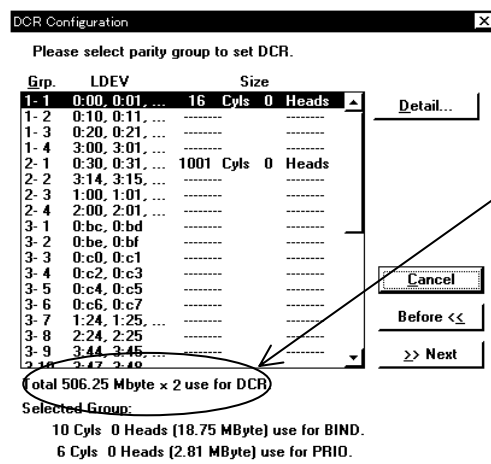 DCR Configuration
Please select parity group to set DCR.
Grp. LDEV Size
1- 1 0:00, 0:01, ... 16 Cyls 0 Heads
1- 2 0:10, 0:11, ... ------- -------
1- 3 0:20, 0:21, ... ------- -------
1- 4 3:00, 3:01, ... ------- -------
2- 1 0:30, 0:31, ... 1001 Cyls 0 Heads
2- 2 3:14, 3:15, ... ------- -------
2- 3 1:00, 1:01, ... ------- -------
2- 4 2:00, 2:01, ... ------- -------
3- 1 0:bc, 0:bd ------- -------
3- 2 0:be, 0:bf ------- -------
3- 3 0:c0, 0:c1 ------- -------
3- 4 0:c2, 0:c3 ------- -------
3- 5 0:c4, 0:c5 ------- -------
3- 6 0:c6, 0:c7 ------- -------
3- 7 1:24, 1:25, ... ------- -------
3- 8 2:24, 2:25 ------- -------
3- 9 3:44, 3:45, ... ------- -------
3-10 3:47, 3:48
Detail...
Cancel
Before <<
>> Next
Total 506.25 Mbyte × 2 use for DCR
Selected Group:
10 Cyls 0 Heads (18.75 MByte) use for BIND.
6 Cyls 0 Heads (2.81 MByte) use for PRIO.